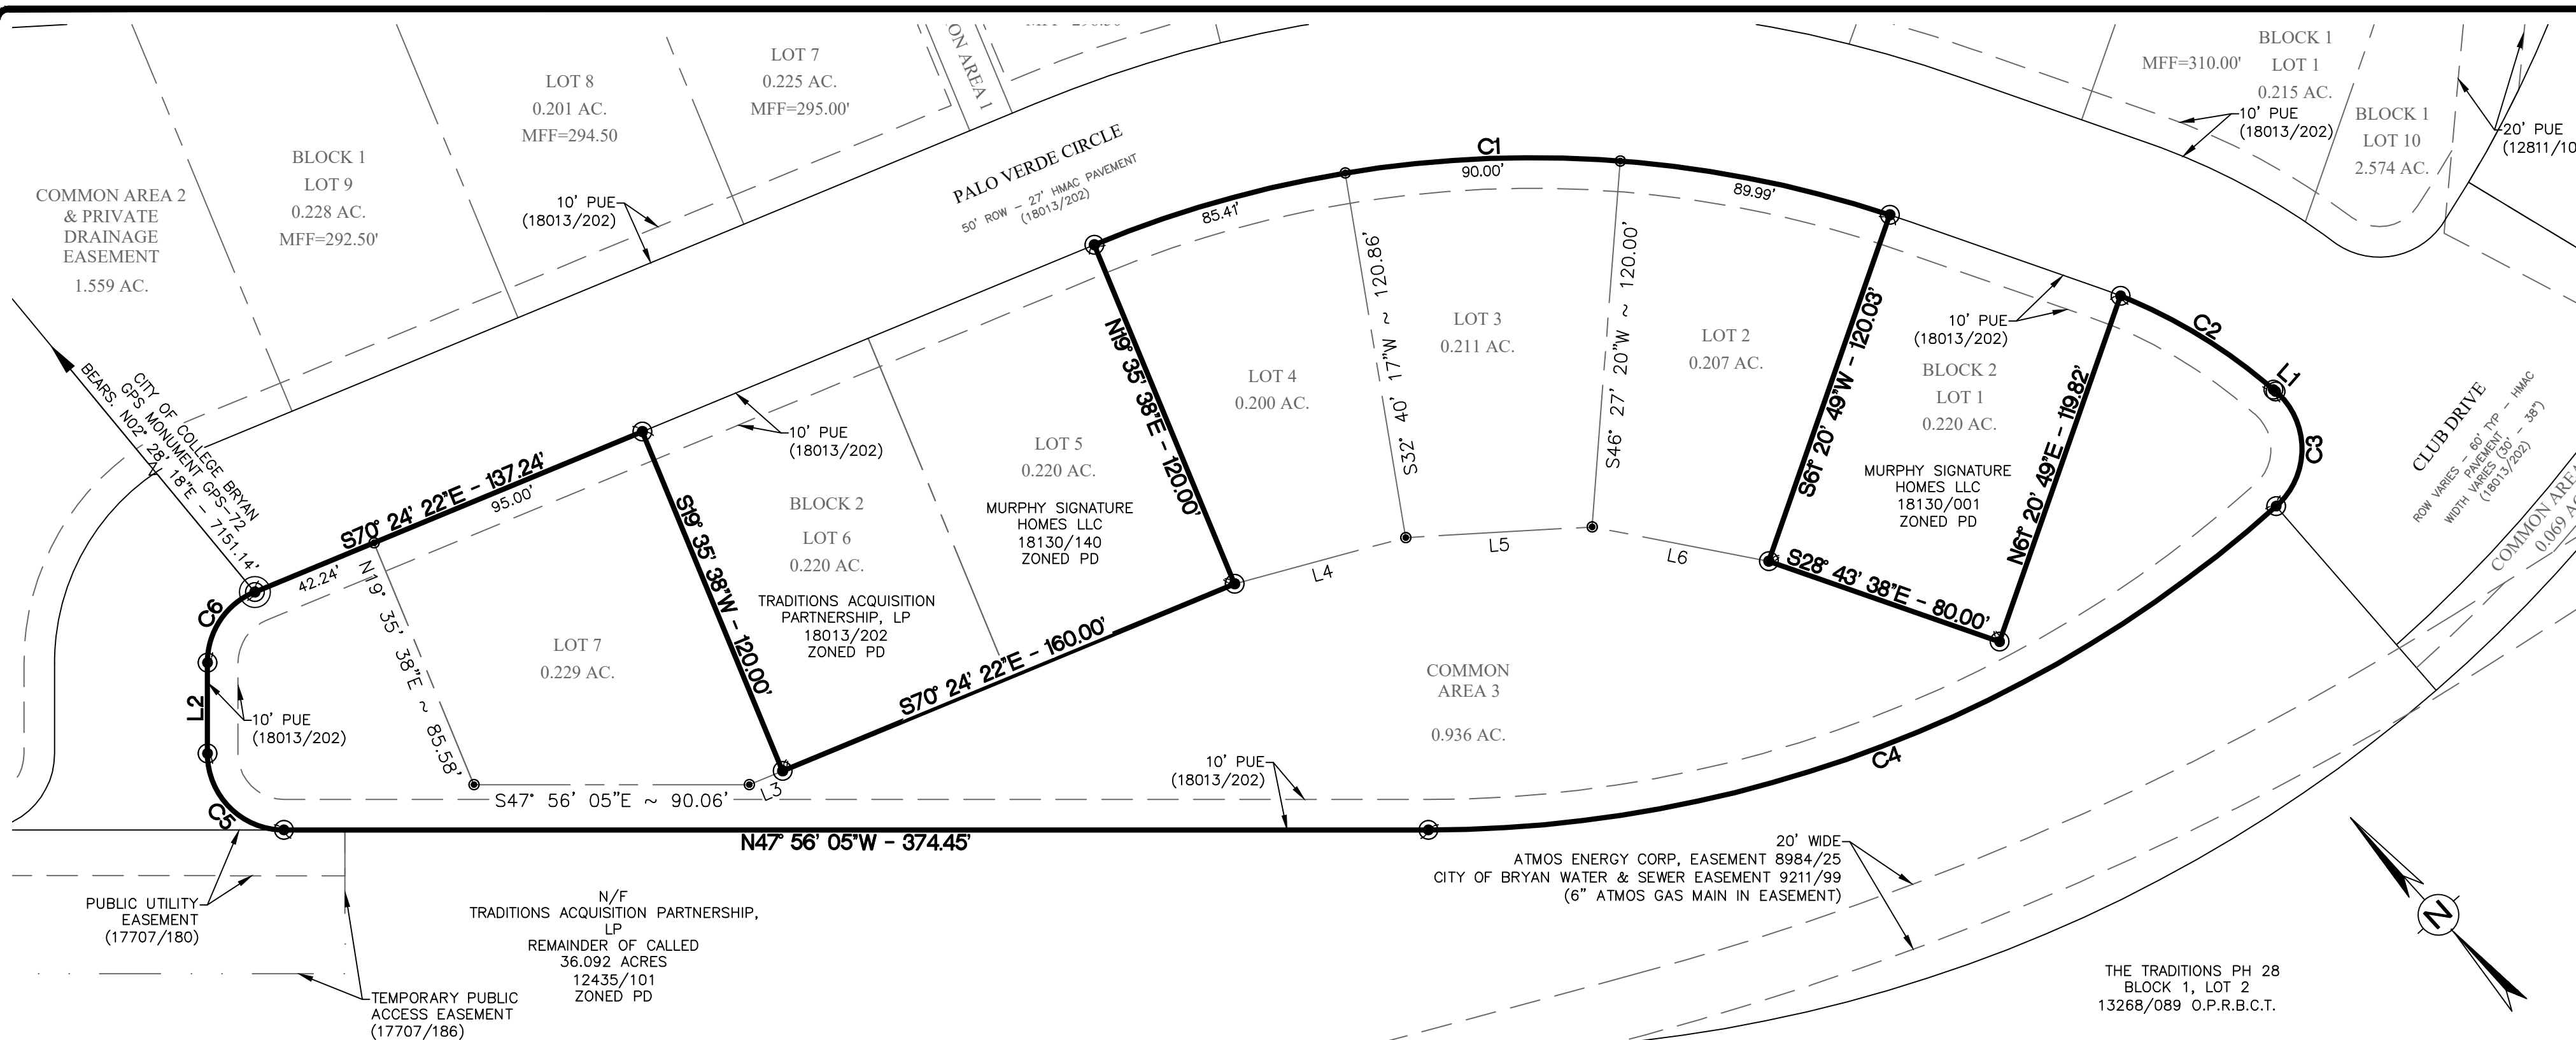 LOT 7
0.225 AC.
MFF=295.00'
LOT 8
0.201 AC.
MFF=294.50
BLOCK 1
LOT 9
0.228 AC.
MFF=292.50'
COMMON AREA 2
& PRIVATE
DRAINAGE
EASEMENT
1.559 AC.
10' PUE
(18013/202)
ON AREA 1
PALO VERDE CIRCLE
50' ROW - 27' HMAC PAVEMENT
(18013/202)
MFF=310.00'
BLOCK 1
LOT 1
0.215 AC.
10' PUE
(18013/202)
BLOCK 1
LOT 10
2.574 AC.
20' PUE
(12811/10
C1
85.41'
90.00'
89.99'
C2
L1
C3
CLUB DRIVE
ROW VARIES - 60' TYP - HMAC
PAVEMENT
WIDTH VARIES (30' - 38')
(18013/202)
COMMON AREA
0.069 AC
CITY OF COLLEGE BRYAN
GPS MONUMENT GPS-72
BEARS. N02° 28' 18"E - 7151.14'
S70° 24' 22"E - 137.24'
42.24'
95.00'
C6
L2
C5
10' PUE
(18013/202)
N19° 35' 38"E ~ 85.58'
LOT 7
0.229 AC.
S47° 56' 05"E ~ 90.06'
L3
S19° 35' 38"W - 120.00'
BLOCK 2
LOT 6
0.220 AC.
TRADITIONS ACQUISITION
PARTNERSHIP, LP
18013/202
ZONED PD
10' PUE
(18013/202)
LOT 5
0.220 AC.
MURPHY SIGNATURE
HOMES LLC
18130/140
ZONED PD
S70° 24' 22"E - 160.00'
N19° 35' 38"E - 120.00'
LOT 4
0.200 AC.
S32° 40' 17"W ~ 120.86'
LOT 3
0.211 AC.
S46° 27' 20"W ~ 120.00'
LOT 2
0.207 AC.
S61° 20' 49"W - 120.03'
10' PUE
(18013/202)
BLOCK 2
LOT 1
0.220 AC.
MURPHY SIGNATURE
HOMES LLC
18130/001
ZONED PD
N61° 20' 49"E - 119.82'
S28° 43' 38"E - 80.00'
L4
L5
L6
COMMON
AREA 3
0.936 AC.
10' PUE
(18013/202)
C4
N47° 56' 05"W - 374.45'
20' WIDE
ATMOS ENERGY CORP, EASEMENT 8984/25
CITY OF BRYAN WATER & SEWER EASEMENT 9211/99
(6" ATMOS GAS MAIN IN EASEMENT)
PUBLIC UTILITY
EASEMENT
(17707/180)
TEMPORARY PUBLIC
ACCESS EASEMENT
(17707/186)
N/F
TRADITIONS ACQUISITION PARTNERSHIP,
LP
REMAINDER OF CALLED
36.092 ACRES
12435/101
ZONED PD
N
THE TRADITIONS PH 28
BLOCK 1, LOT 2
13268/089 O.P.R.B.C.T.